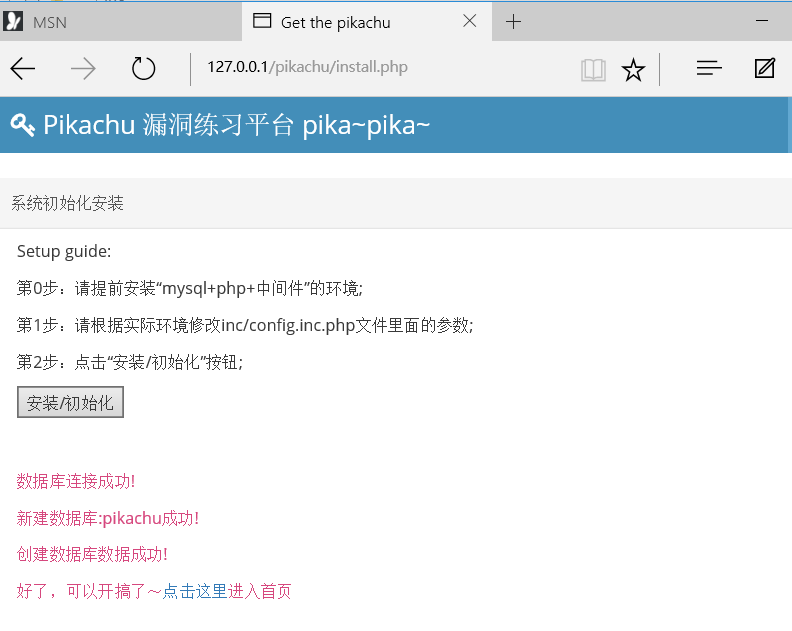 MSN
Get the pikachu
127.0.0.1/pikachu/install.php
Pikachu 漏洞练习平台 pika~pika~
系统初始化安装
Setup guide:
第0步：请提前安装“mysql+php+中间件”的环境;
第1步：请根据实际环境修改inc/config.inc.php文件里面的参数;
第2步：点击“安装/初始化”按钮;
安装/初始化
数据库连接成功!
新建数据库:pikachu成功!
创建数据库数据成功!
好了，可以开搞了～点击这里进入首页